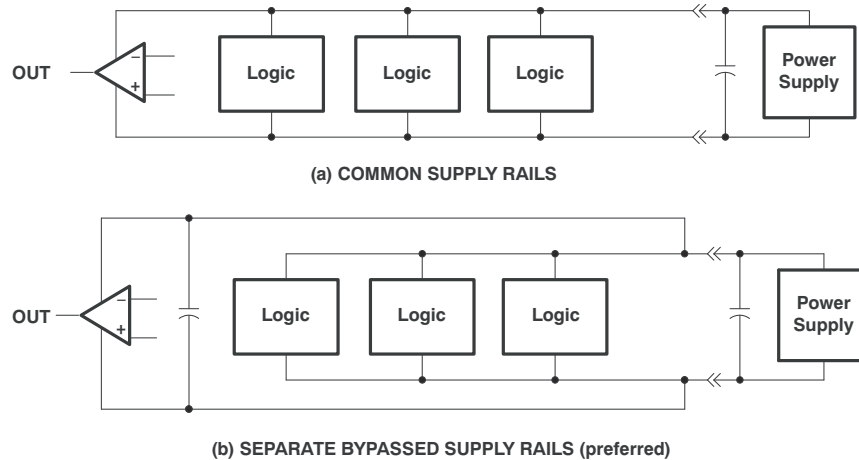 OUT
−
+
Logic
Logic
Logic
Power
Supply
(a) COMMON SUPPLY RAILS
OUT
−
+
Logic
Logic
Logic
Power
Supply
(b) SEPARATE BYPASSED SUPPLY RAILS (preferred)